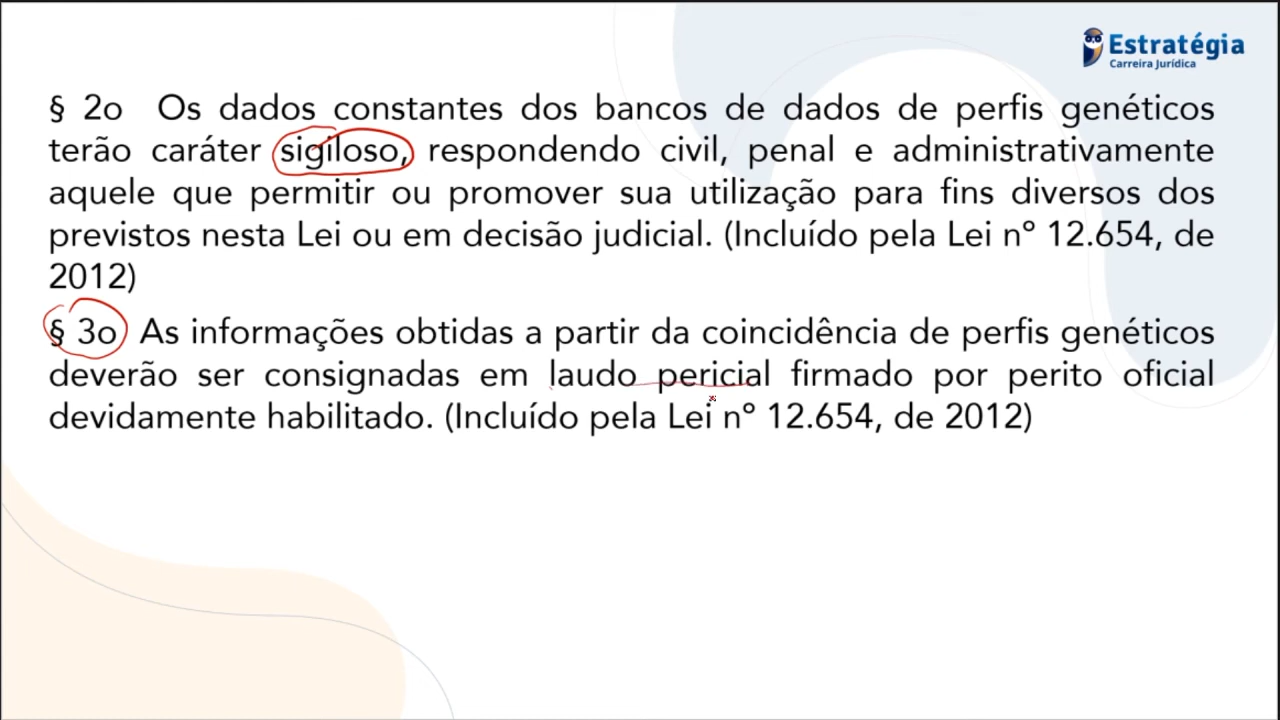 Estratégia
Carreira Jurídica
§ 2o Os dados constantes dos bancos de dados de perfis genéticos
terão caráter sigiloso, respondendo civil, penal e administrativamente
aquele que permitir ou promover sua utilização para fins diversos dos
previstos nesta Lei ou em decisão judicial. (Incluído pela Lei nº 12.654, de
2012)
§ 3o As informações obtidas a partir da coincidência de perfis genéticos
deverão ser consignadas em laudo pericial firmado por perito oficial
devidamente habilitado. (Incluído pela Lei nº 12.654, de 2012)